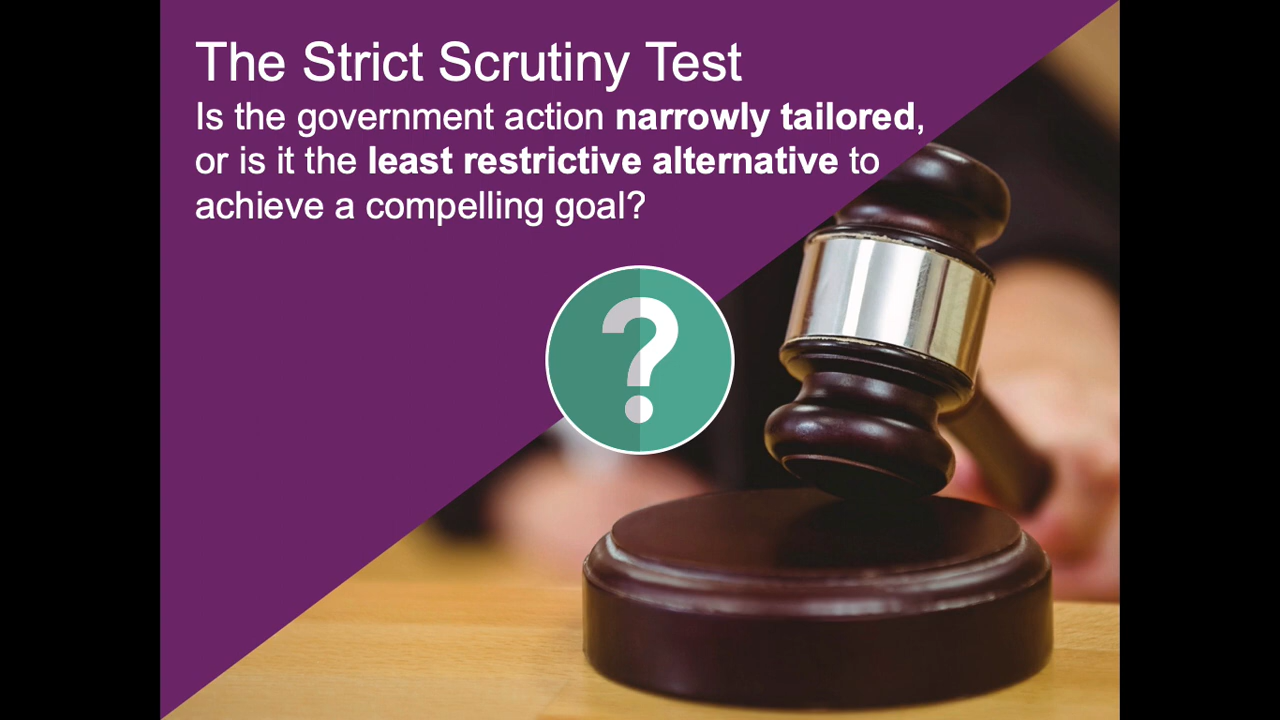 The Strict Scrutiny Test
Is the government action narrowly tailored,
or is it the least restrictive alternative to
achieve a compelling goal?
?